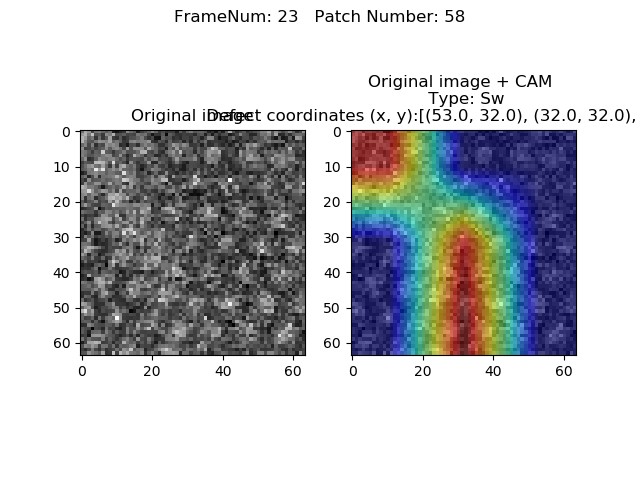 FrameNum: 23   Patch Number: 58
Original image + CAM
Type: Sw
Original image
Defect coordinates (x, y):[(53.0, 32.0), (32.0, 32.0),
0
10
20
30
40
50
60
0 20 40 60
0
10
20
30
40
50
60
0 20 40 60